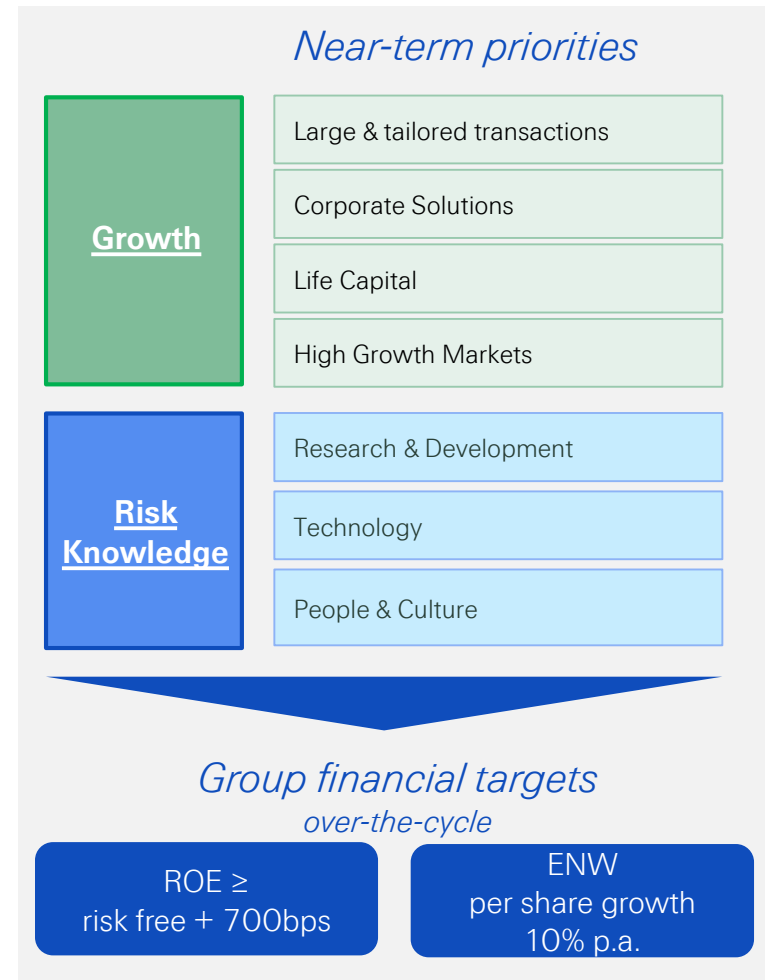 Near-term priorities
Growth
Large & tailored transactions
Corporate Solutions
Life Capital
High Growth Markets
Risk
Knowledge
Research & Development
Technology
People & Culture
Group financial targets
over-the-cycle
ROE ≥
risk free + 700bps
ENW
per share growth
10% p.a.